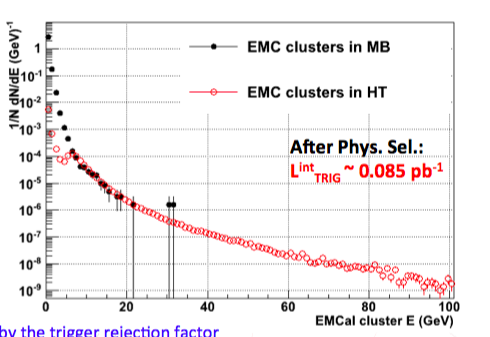 1/N dN/dE (GeV)⁻¹
1
10⁻¹
10⁻²
10⁻³
10⁻⁴
10⁻⁵
10⁻⁶
10⁻⁷
10⁻⁸
10⁻⁹
EMC clusters in MB
EMC clusters in HT
After Phys. Sel.:
Lⁱⁿᵗ_TRIG ~ 0.085 pb⁻¹
0 20 40 60 80 100
EMCal cluster E (GeV)
by the trigger rejection factor